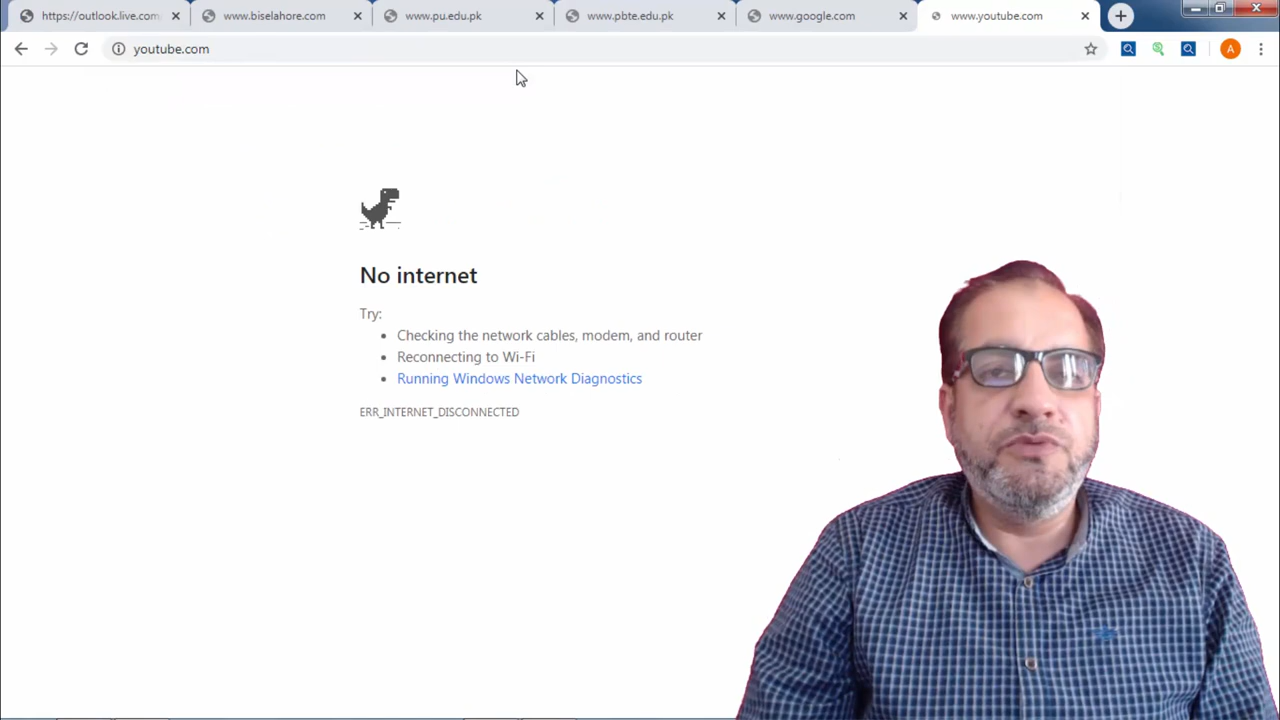 https://outlook.live.com
www.biselahore.com
www.pu.edu.pk
www.pbte.edu.pk
www.google.com
www.youtube.com
youtube.com
A
No internet
Try:
Checking the network cables, modem, and router
Reconnecting to Wi-Fi
Running Windows Network Diagnostics
ERR_INTERNET_DISCONNECTED